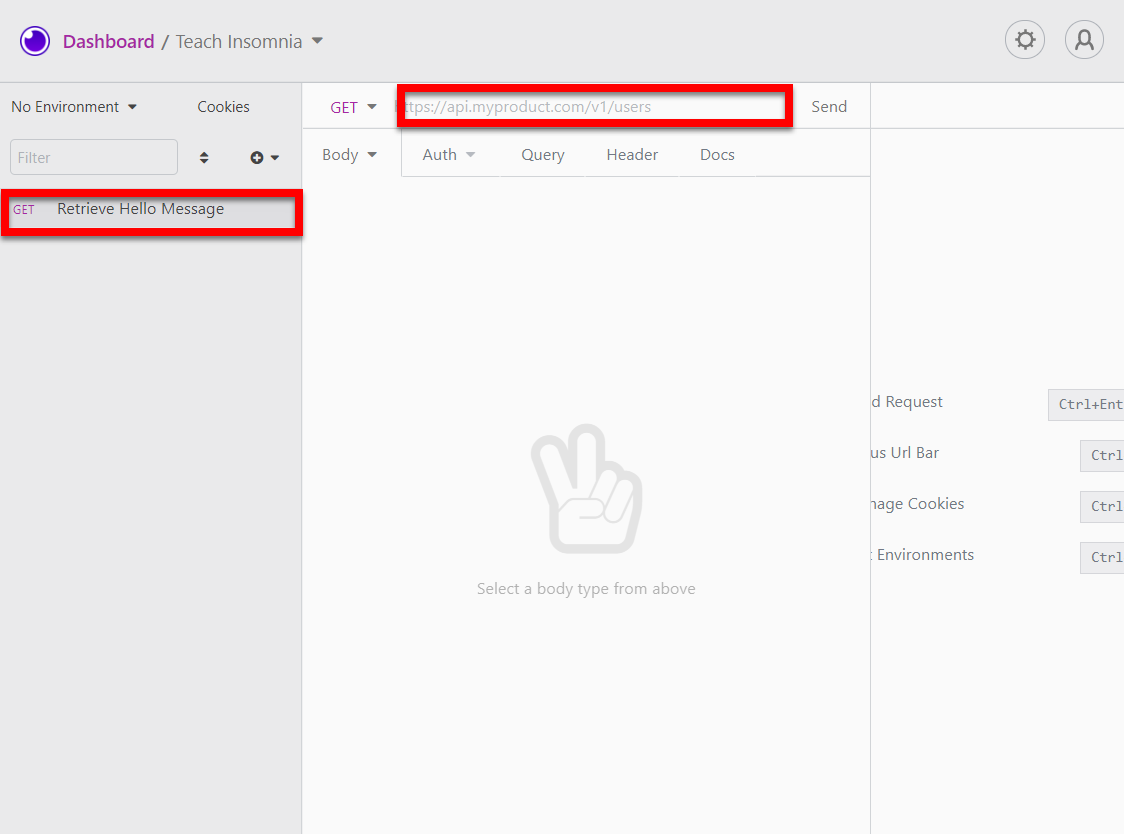 Dashboard / Teach Insomnia
No Environment
Cookies
GET
ttps://api.myproduct.com/v1/users
Send
Filter
Body
Auth
Query
Header
Docs
GET Retrieve Hello Message
d Request
Ctrl+Ent
us Url Bar
Ctrl
nage Cookies
Ctrl
t Environments
Ctrl
Select a body type from above